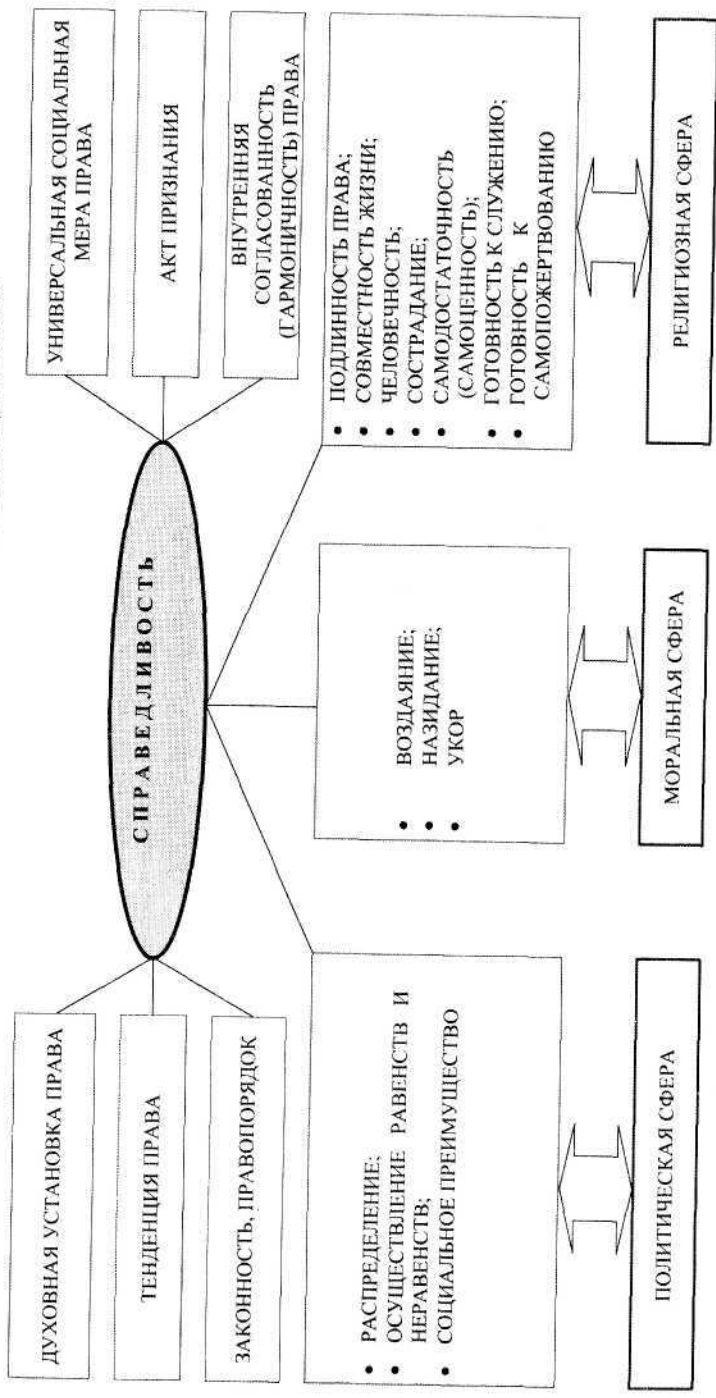 ДУХОВНАЯ УСТАНОВКА ПРАВА
ТЕНДЕНЦИЯ ПРАВА
ЗАКОННОСТЬ, ПРАВОПОРЯДОК
СПРАВЕДЛИВОСТЬ
УНИВЕРСАЛЬНАЯ СОЦИАЛЬНАЯ
МЕРА ПРАВА
АКТ ПРИЗНАНИЯ
ВНУТРЕННЯЯ
СОГЛАСОВАННОСТЬ
(ГАРМОНИЧНОСТЬ) ПРАВА
• РАСПРЕДЕЛЕНИЕ;
• ОСУЩЕСТВЛЕНИЕ РАВЕНСТВ И
НЕРАВЕНСТВ;
• СОЦИАЛЬНОЕ ПРЕИМУЩЕСТВО
• ВОЗДАЯНИЕ;
• НАЗИДАНИЕ;
• УКОР
• ПОДЛИННОСТЬ ПРАВА;
• СОВМЕСТНОСТЬ ЖИЗНИ;
• ЧЕЛОВЕЧНОСТЬ;
• СОСТРАДАНИЕ;
• САМОДОСТАТОЧНОСТЬ
(САМОЦЕННОСТЬ);
• ГОТОВНОСТЬ К СЛУЖЕНИЮ;
• ГОТОВНОСТЬ К
САМОПОЖЕРТВОВАНИЮ
ПОЛИТИЧЕСКАЯ СФЕРА
МОРАЛЬНАЯ СФЕРА
РЕЛИГИОЗНАЯ СФЕРА